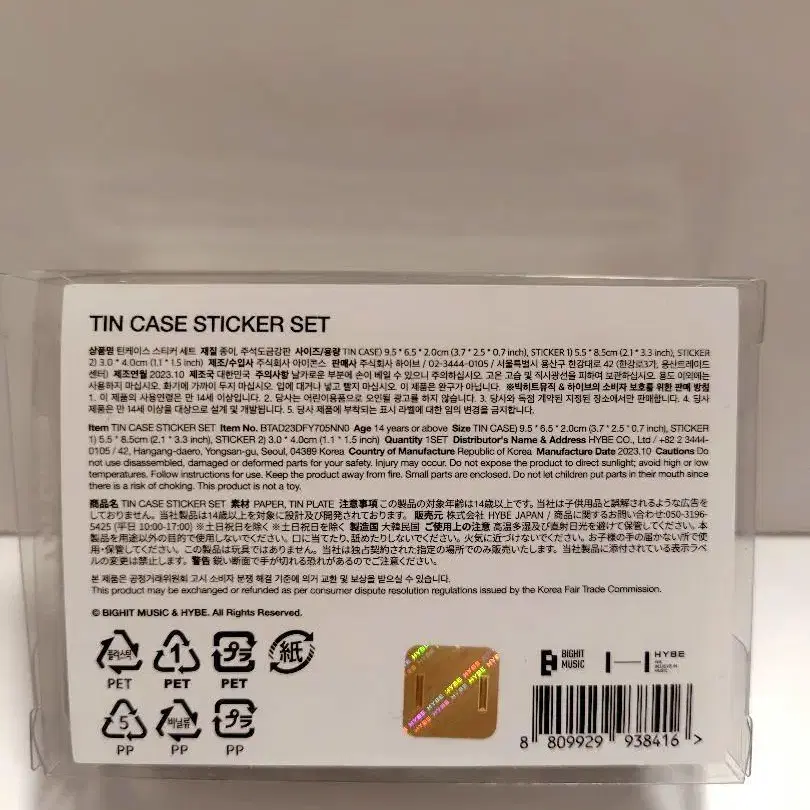 TIN CASE STICKER SET
상품명 틴케이스 스티커 세트 재질 종이, 주석도금강판 사이즈/용량 TIN CASE) 9.5 * 6.5 * 2.0cm (3.7 * 2.5 * 0.7 inch), STICKER 1) 5.5 * 8.5cm (2.1 * 3.3 inch), STICKER
2) 3.0 * 4.0cm (1.1 * 1.5 inch) 제조/수입사 주식회사 아이콘스 판매사 주식회사 하이브 / 02-3444-0105 / 서울특별시 용산구 한강대로 42 (한강로3가, 용산트레이드
센터) 제조연월 2023.10 제조국 대한민국 주의사항 날카로운 부분에 손이 베일 수 있으니 주의하십시오. 고온 고습 및 직사광선을 피하여 보관하십시오. 용도 이외에는
사용하지 마십시오. 화기에 가까이 두지 마십시오. 입에 대거나 넣고 빨지 마십시오. 이 제품은 완구가 아닙니다. ※빅히트뮤직 & 하이브의 소비자 보호를 위한 판매 방침
1. 이 제품의 사용연령은 만 14세 이상입니다. 2. 당사는 어린이용품으로 오인될 광고를 하지 않습니다. 3. 당사와 독점 계약된 지정된 장소에서만 판매합니다. 4. 당사
제품은 만 14세 이상을 대상으로 설계 및 개발됩니다. 5. 당사 제품에 부착되는 표시 라벨에 대한 임의 변경을 금지합니다.
Item TIN CASE STICKER SET Item No. BTAD23DFY705NN0 Age 14 years or above Size TIN CASE) 9.5 * 6.5 * 2.0cm (3.7 * 2.5 * 0.7 inch), STICKER
1) 5.5 * 8.5cm (2.1 * 3.3 inch), STICKER 2) 3.0 * 4.0cm (1.1 * 1.5 inch) Quantity 1SET Distributor's Name & Address HYBE CO., Ltd / +82 2 3444-
0105 / 42, Hangang-daero, Yongsan-gu, Seoul, 04389 Korea Country of Manufacture Republic of Korea Manufacture Date 2023.10 Cautions Do
not use disassembled, damaged or deformed parts for your safety. Injury may occur. Do not expose the product to direct sunlight; avoid high or low
temperatures. Follow instructions for use. Keep the product away from fire. Small parts are enclosed. Do not let children put parts in their mouth since
there is a risk of choking. This product is not a toy.
商品名 TIN CASE STICKER SET 素材 PAPER, TIN PLATE 注意事項 この製品の対象年齢は14歳以上です。当社は子供用品と誤解されるような広告を
しておりません。当社製品は14歳以上を対象に設計及び開発されております。 販売元 株式会社 HYBE JAPAN / 商品に関するお問い合わせ:050-3196-
5425 (平日 10:00-17:00) ※土日祝日を除く ※土日祝日を除く 製造国 大韓民国 ご使用上の注意 高温多湿及び直射日光を避けて保管してください。本
製品を用途以外の目的で使用しないでください。口に当てたり、舐めたりしないでください。火気に近づけないでください。お子様の手の届かない所で使
用・保管してください。この製品は玩具ではありません。当社は独占契約された指定の場所でのみ販売いたします。当社製品に添付されている表示ラベ
ルの変更は禁止します。 警告 鋭い断面で手が切れる恐れがあるのでご注意ください。
본 제품은 공정거래위원회 고시 소비자 분쟁 해결 기준에 의거 교환 및 보상을 받으실 수 있습니다.
This product may be exchanged or refunded as per consumer dispute resolution regulations issued by the Korea Fair Trade Commission.
© BIGHIT MUSIC & HYBE. All Rights Reserved.
플라스틱 1 プラ 紙
PET PET PET
5 비닐류 プラ
PP PP PP
HYBE HYBE HYBE
BIGHIT
MUSIC
HYBE
WE
BELIEVE IN
MUSIC
8 809929 938416 >